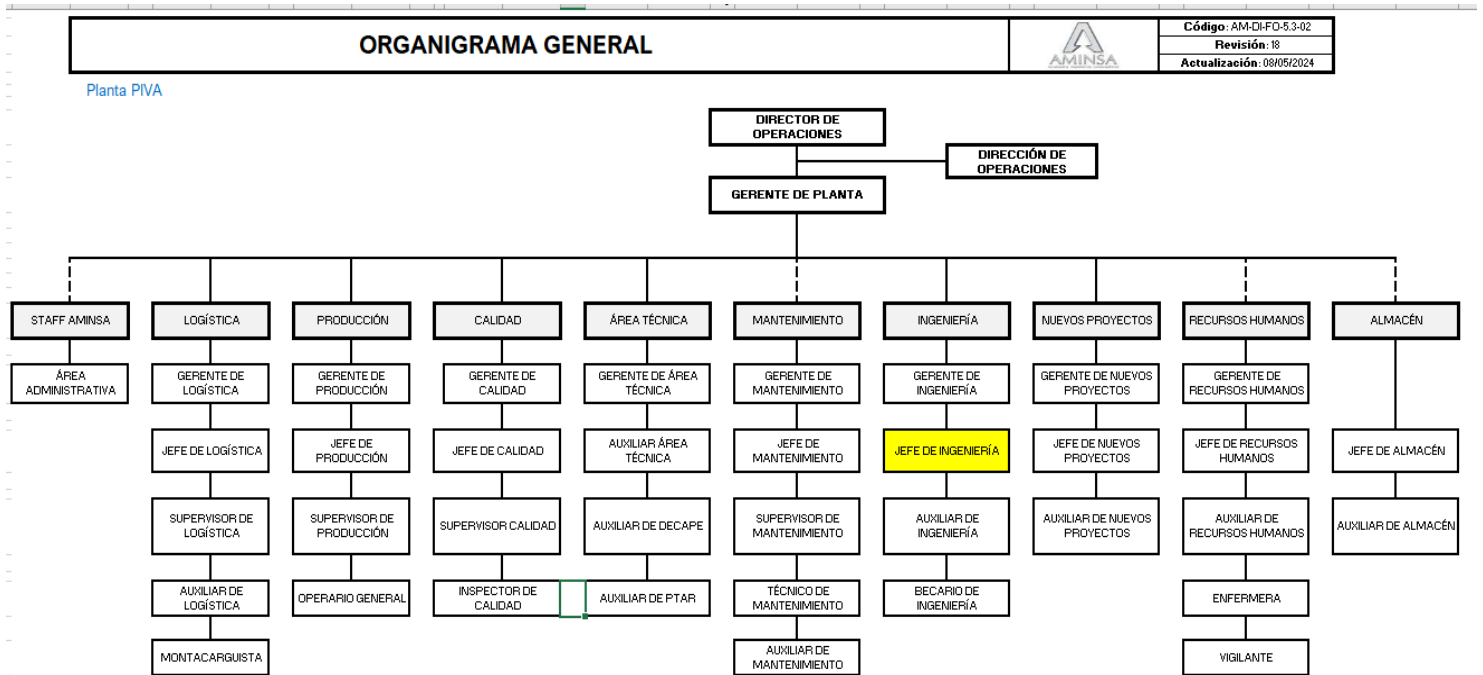 ORGANIGRAMA GENERAL
AMINSA
Código: AM-DI-FO-5.3-02
Revisión: 18
Actualización: 08/05/2024
Planta PIVA
DIRECTOR DE
OPERACIONES
DIRECCIÓN DE
OPERACIONES
GERENTE DE PLANTA
STAFF AMINSA
LOGÍSTICA
PRODUCCIÓN
CALIDAD
ÁREA TÉCNICA
MANTENIMIENTO
INGENIERÍA
NUEVOS PROYECTOS
RECURSOS HUMANOS
ALMACÉN
ÁREA
ADMINISTRATIVA
GERENTE DE
LOGÍSTICA
GERENTE DE
PRODUCCIÓN
GERENTE DE
CALIDAD
GERENTE DE ÁREA
TÉCNICA
GERENTE DE
MANTENIMIENTO
GERENTE DE
INGENIERÍA
GERENTE DE NUEVOS
PROYECTOS
GERENTE DE
RECURSOS HUMANOS
JEFE DE LOGÍSTICA
JEFE DE
PRODUCCIÓN
JEFE DE CALIDAD
AUXILIAR ÁREA
TÉCNICA
JEFE DE
MANTENIMIENTO
JEFE DE INGENIERÍA
JEFE DE NUEVOS
PROYECTOS
JEFE DE RECURSOS
HUMANOS
JEFE DE ALMACÉN
SUPERVISOR DE
LOGÍSTICA
SUPERVISOR DE
PRODUCCIÓN
SUPERVISOR CALIDAD
AUXILIAR DE DECAPE
SUPERVISOR DE
MANTENIMIENTO
AUXILIAR DE
INGENIERÍA
AUXILIAR DE NUEVOS
PROYECTOS
AUXILIAR DE
RECURSOS HUMANOS
AUXILIAR DE ALMACÉN
AUXILIAR DE
LOGÍSTICA
OPERARIO GENERAL
INSPECTOR DE
CALIDAD
AUXILIAR DE PTAR
TÉCNICO DE
MANTENIMIENTO
BECARIO DE
INGENIERÍA
ENFERMERA
MONTACARGUISTA
AUXILIAR DE
MANTENIMIENTO
VIGILANTE